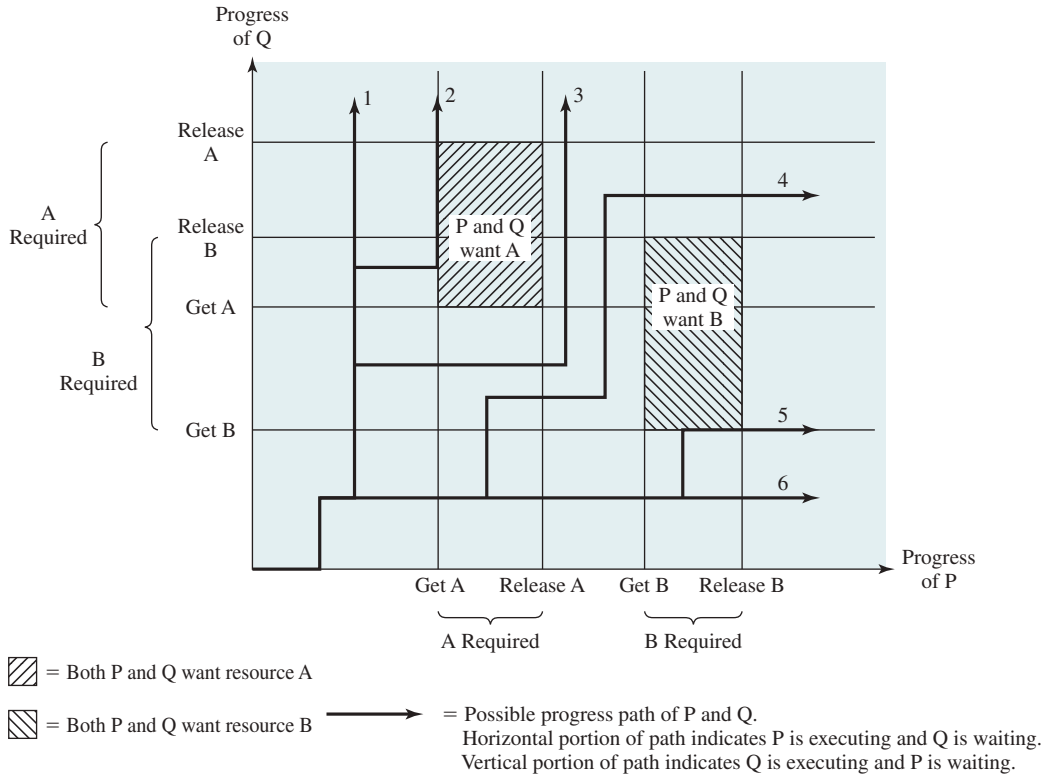 Progress
of Q
1
2
3
Release
A
4
A
Required
Release
B
P and Q
want A
P and Q
want B
Get A
B
Required
Get B
5
6
Progress
of P
Get A
Release A
Get B
Release B
A Required
B Required
= Both P and Q want resource A
= Both P and Q want resource B
= Possible progress path of P and Q.
Horizontal portion of path indicates P is executing and Q is waiting.
Vertical portion of path indicates Q is executing and P is waiting.